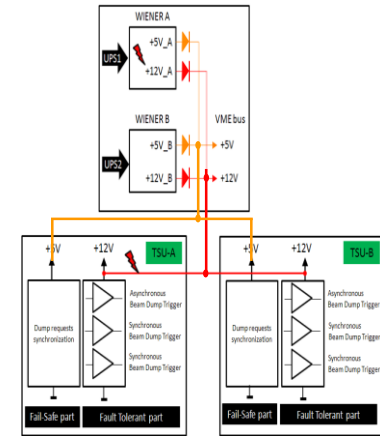 WIENER A
+5V_A
UPS1
+12V_A
WIENER B
VME bus
+5V_B
+5V
UPS2
+12V_B
+12V
+5V
+12V
TSU-A
+5V
+12V
TSU-B
Asynchronous
Beam Dump Trigger
Dump requests
synchronization
Synchronous
Beam Dump Trigger
Synchronous
Beam Dump Trigger
Fail-Safe part
Fault Tolerant part
Asynchronous
Beam Dump Trigger
Dump requests
synchronization
Synchronous
Beam Dump Trigger
Synchronous
Beam Dump Trigger
Fail-Safe part
Fault Tolerant part